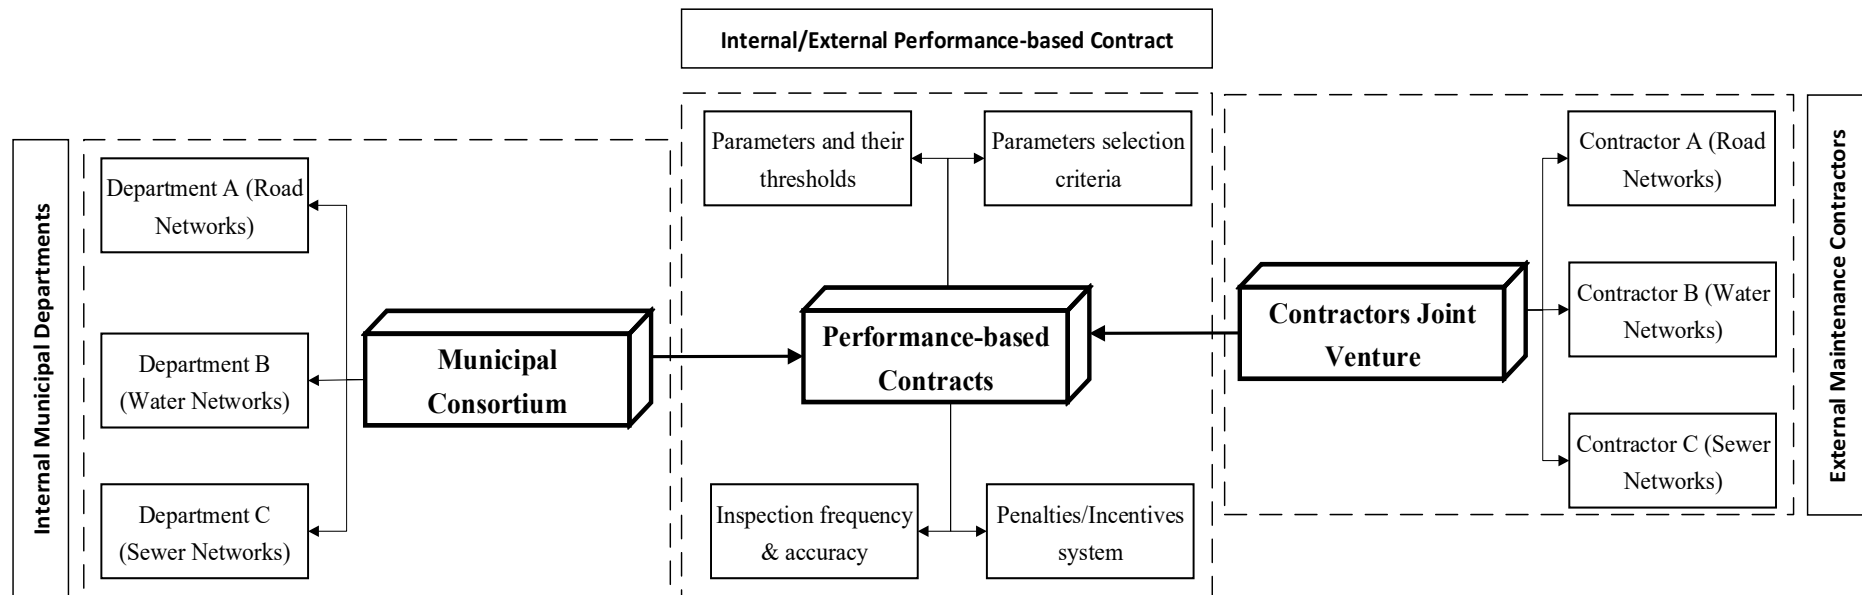 Internal/External Performance-based Contract
Internal Municipal Departments
Department A (Road
Networks)
Department B
(Water Networks)
Department C
(Sewer Networks)
Municipal
Consortium
Parameters and their
thresholds
Parameters selection
criteria
Performance-based
Contracts
Inspection frequency
& accuracy
Penalties/Incentives
system
Contractors Joint
Venture
Contractor A (Road
Networks)
Contractor B (Water
Networks)
Contractor C (Sewer
Networks)
External Maintenance Contractors